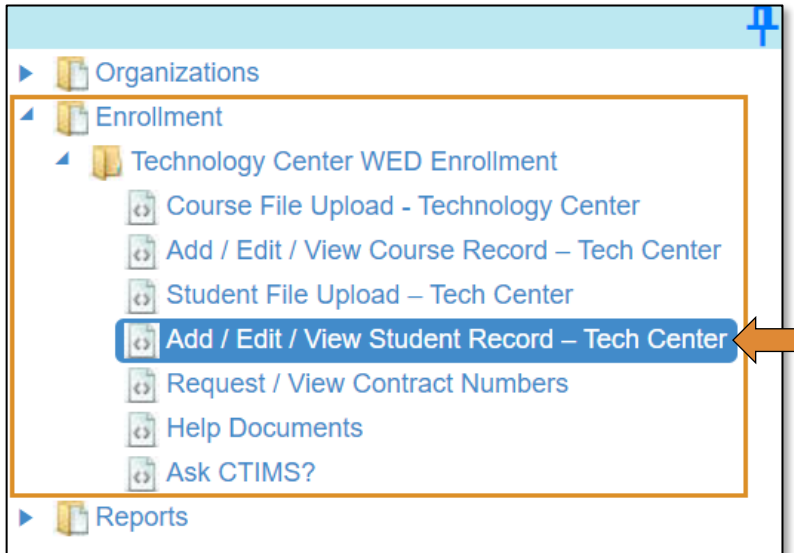 Organizations
Enrollment
Technology Center WED Enrollment
Course File Upload - Technology Center
Add / Edit / View Course Record – Tech Center
Student File Upload – Tech Center
Add / Edit / View Student Record – Tech Center
Request / View Contract Numbers
Help Documents
Ask CTIMS?
Reports